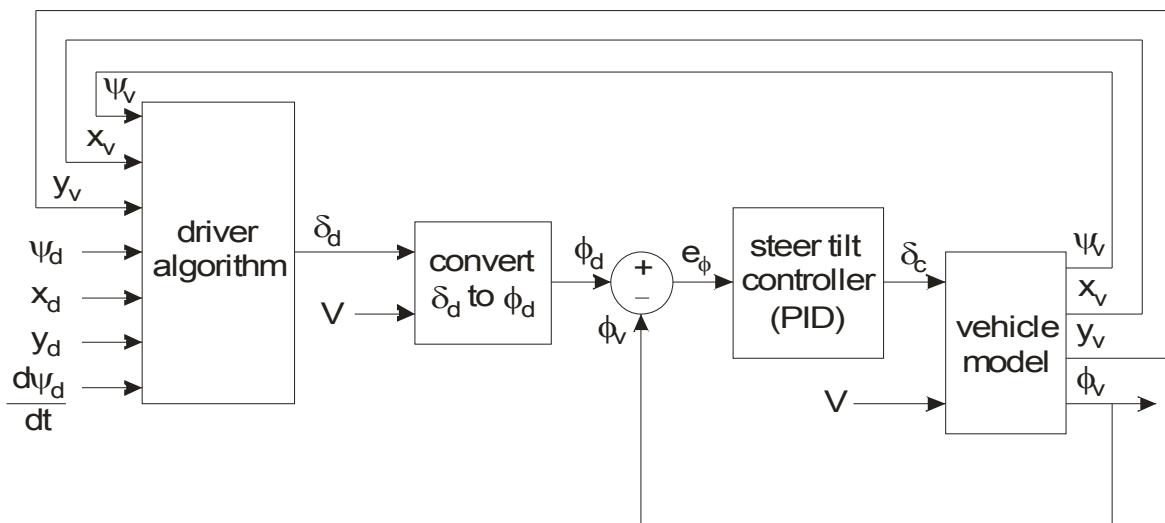 ψv
xv
yv
ψd
xd
yd
dψd
dt
driver
algorithm
δd
V
convert
δd to ϕd
ϕd
+
−
ϕv
eϕ
steer tilt
controller
(PID)
δc
V
vehicle
model
ψv
xv
yv
ϕv